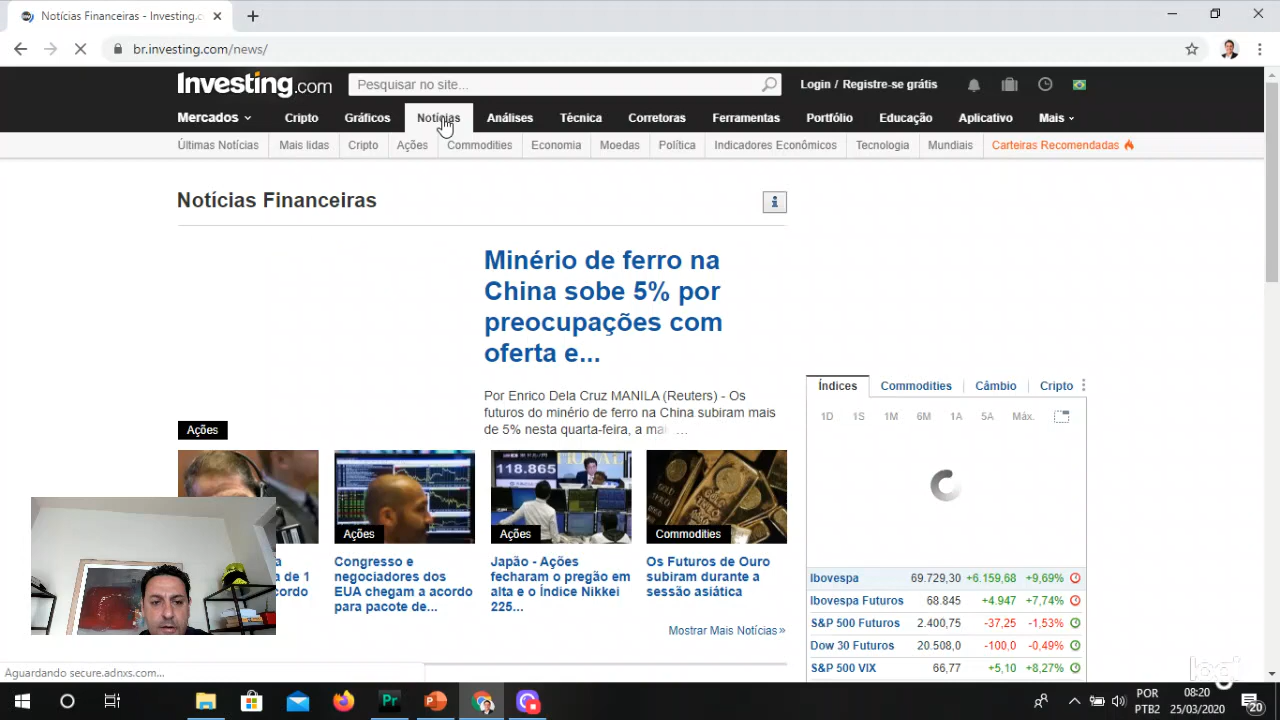 Notícias Financeiras - Investing.c
br.investing.com/news/
Investing.com
Pesquisar no site...
Login / Registre-se grátis
Mercados Cripto Gráficos Notícias Análises Técnica Corretoras Ferramentas Portfólio Educação Aplicativo Mais
Últimas Notícias Mais lidas Cripto Ações Commodities Economia Moedas Política Indicadores Econômicos Tecnologia Mundiais Carteiras Recomendadas
Notícias Financeiras
i
Minério de ferro na
China sobe 5% por
preocupações com
oferta e...
Por Enrico Dela Cruz MANILA (Reuters) - Os
futuros do minério de ferro na China subiram mais
de 5% nesta quarta-feira, a
Ações
118.865
Ações
Ações
Commodities
a
a de 1
cordo
Congresso e
negociadores dos
EUA chegam a acordo
para pacote de...
Japão - Ações
fecharam o pregão em
alta e o Índice Nikkei
225...
Os Futuros de Ouro
subiram durante a
sessão asiática
Mostrar Mais Notícias»
Índices Commodities Câmbio Cripto
1D 1S 1M 6M 1A 5A Máx.
Ibovespa 69.729,30 +6.159,68 +9,69%
Ibovespa Futuros 68.845 +4.947 +7,74%
S&P 500 Futuros 2.400,75 -37,25 -1,53%
Dow 30 Futuros 20.508,0 -100,0 -0,49%
S&P 500 VIX 66,77 +5,10 +8,27%
Aguardando secure.adnxs.com...
Pr
POR
PTB2
08:20
25/03/2020
20